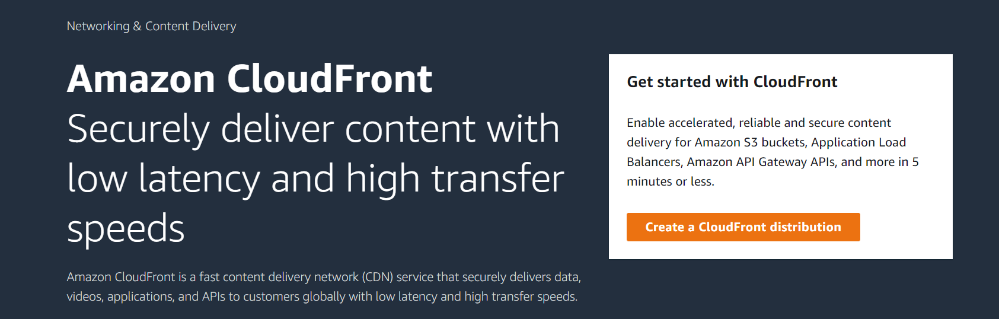 Networking & Content Delivery
Amazon CloudFront
Securely deliver content with
low latency and high transfer
speeds
Amazon CloudFront is a fast content delivery network (CDN) service that securely delivers data,
videos, applications, and APIs to customers globally with low latency and high transfer speeds.
Get started with CloudFront
Enable accelerated, reliable and secure content
delivery for Amazon S3 buckets, Application Load
Balancers, Amazon API Gateway APIs, and more in 5
minutes or less.
Create a CloudFront distribution